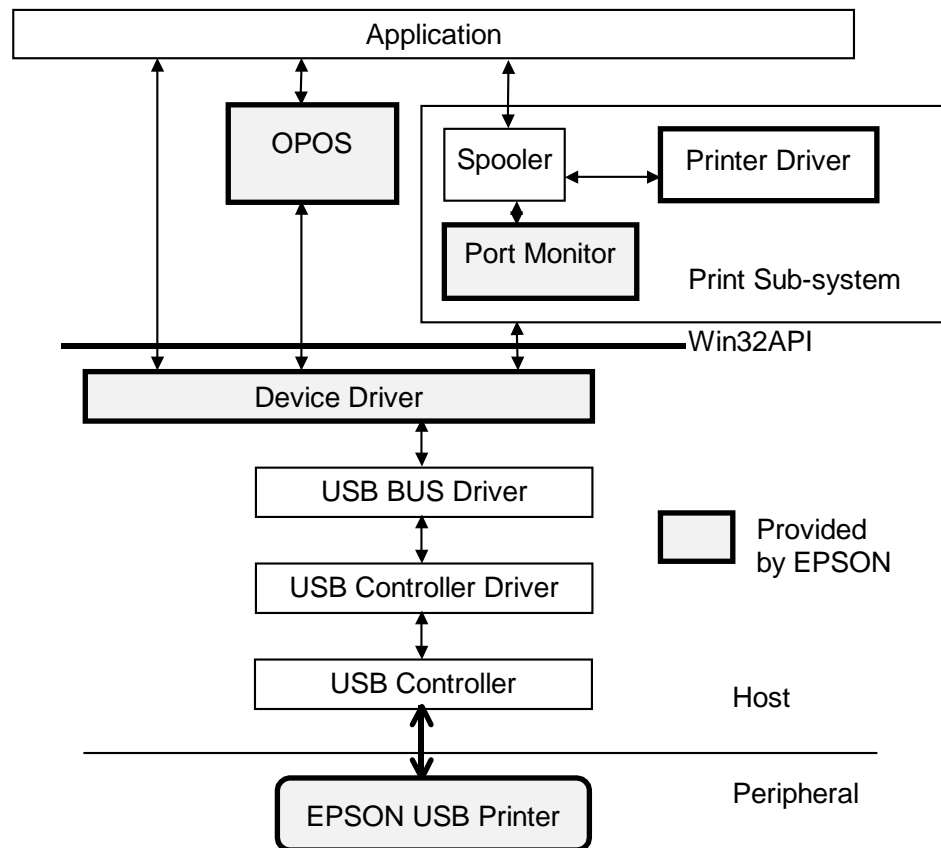 Application
OPOS
Spooler
Printer Driver
Port Monitor
Print Sub-system
Win32API
Device Driver
USB BUS Driver
Provided
by EPSON
USB Controller Driver
USB Controller
Host
Peripheral
EPSON USB Printer